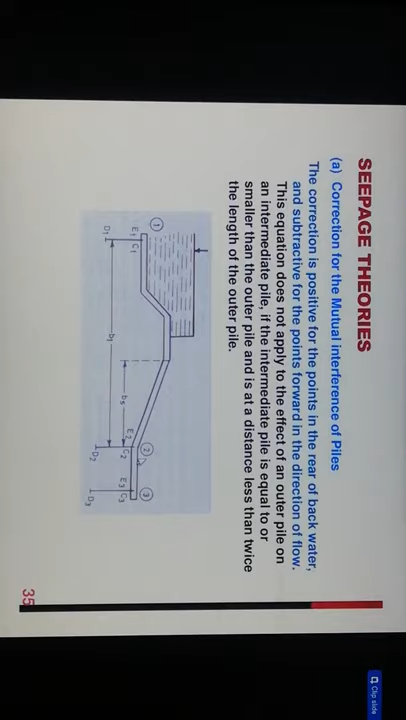 SEEPAGE THEORIES
(a) Correction for the Mutual interference of Piles
The correction is positive for the points in the rear of back water,
and subtractive for the points forward in the direction of flow.
This equation does not apply to the effect of an outer pile on
an intermediate pile, if the intermediate pile is equal to or
smaller than the outer pile and is at a distance less than twice
the length of the outer pile.
1
E1 C1
D1
b1
bs
E2
C2
2
D2
E3 C3
3
D3
35
Clip slide